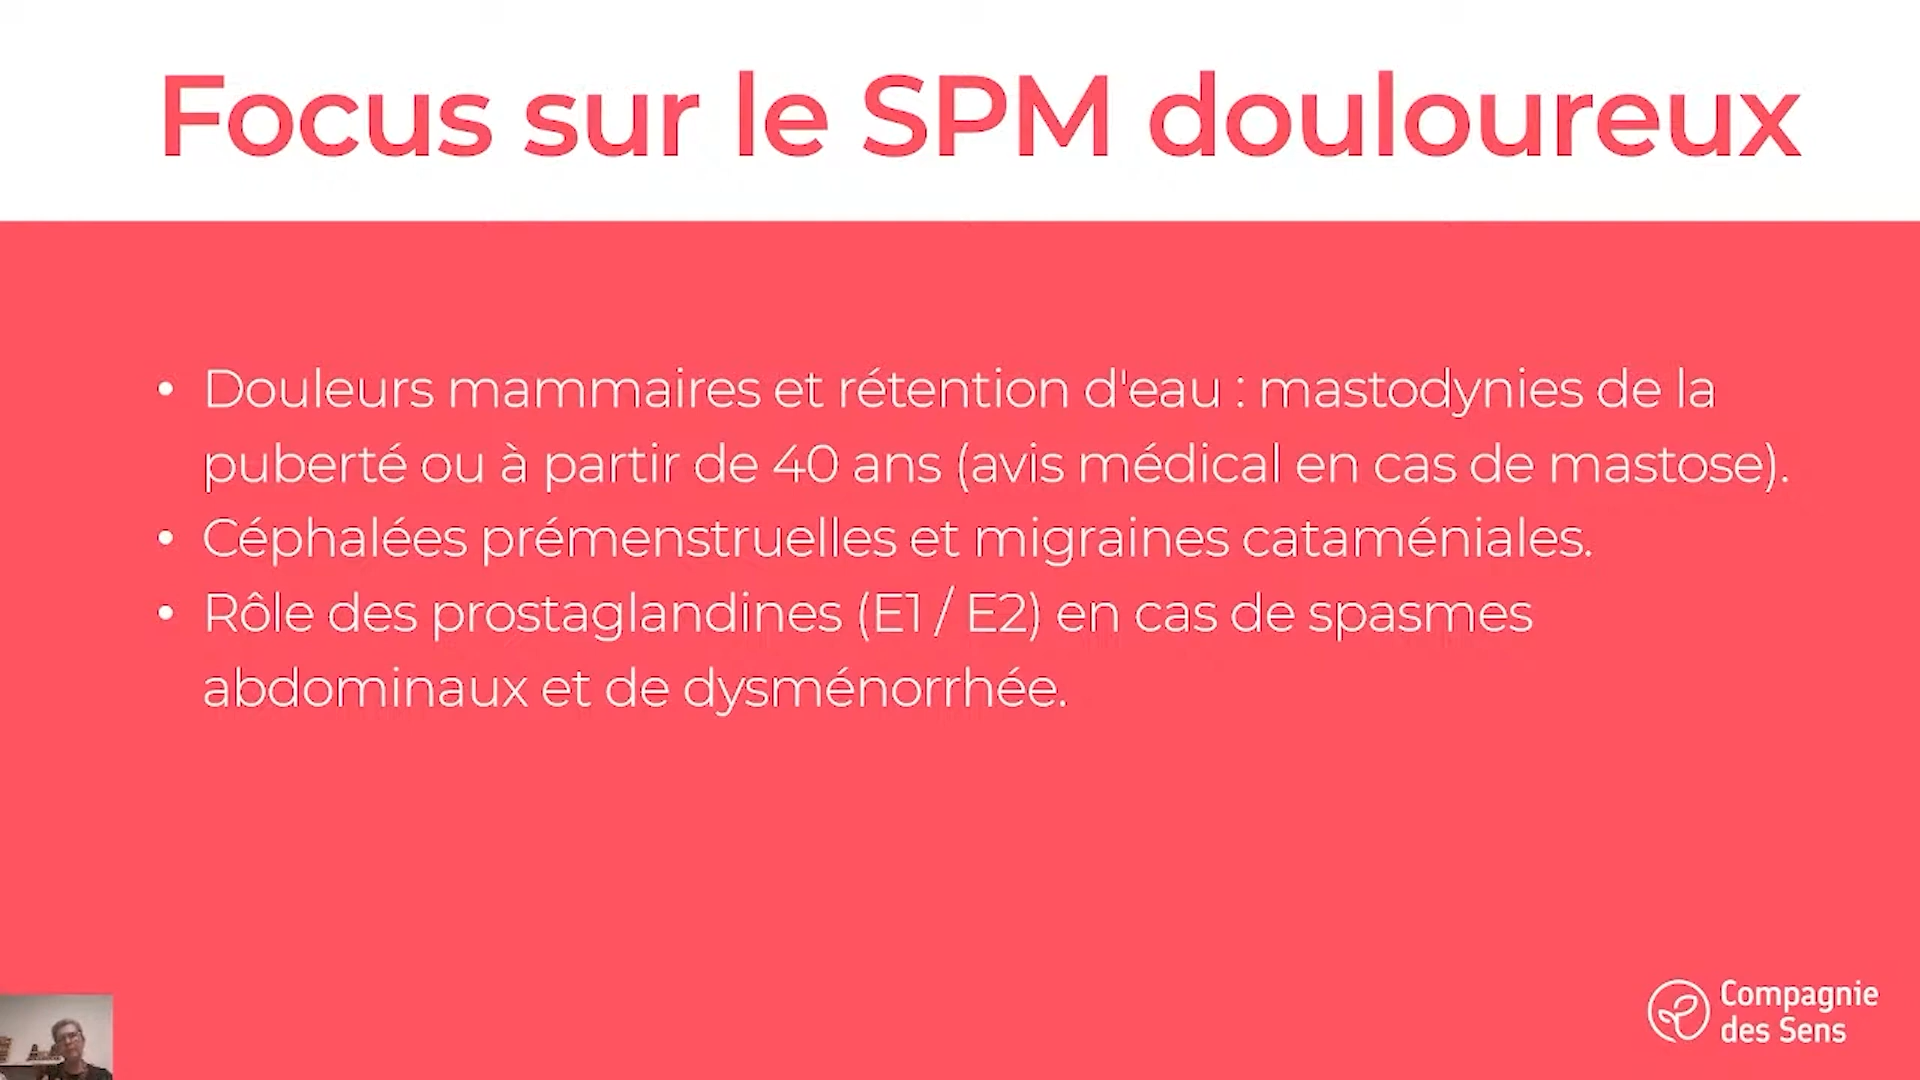 Focus sur le SPM douloureux
• Douleurs mammaires et rétention d'eau : mastodynies de la
puberté ou à partir de 40 ans (avis médical en cas de mastose).
• Céphalées prémenstruelles et migraines cataméniales.
• Rôle des prostaglandines (E1 / E2) en cas de spasmes
abdominaux et de dysménorrhée.
Compagnie
des Sens